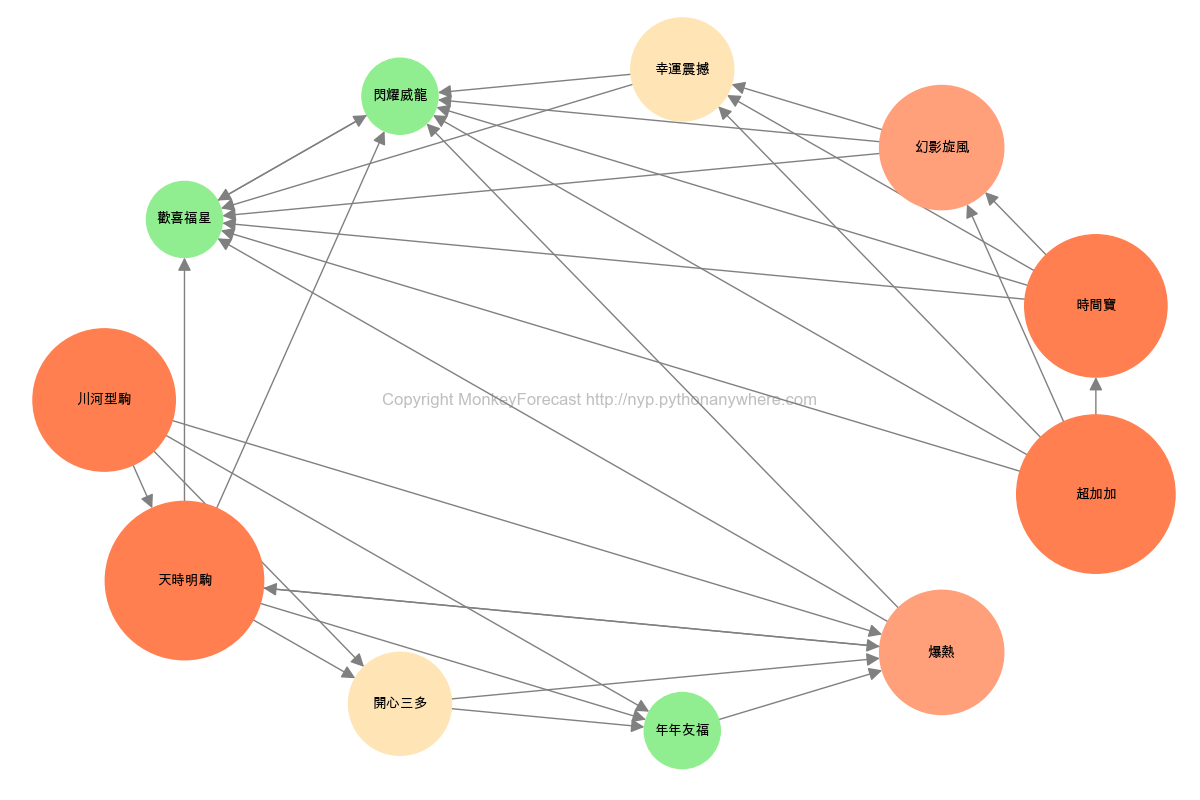 幸運震撼
閃耀威龍
幻影旋風
歡喜福星
時間寶
川河型駒
Copyright MonkeyForecast http://nyp.pythonanywhere.com
超加加
天時明駒
爆熱
開心三多
年年友福